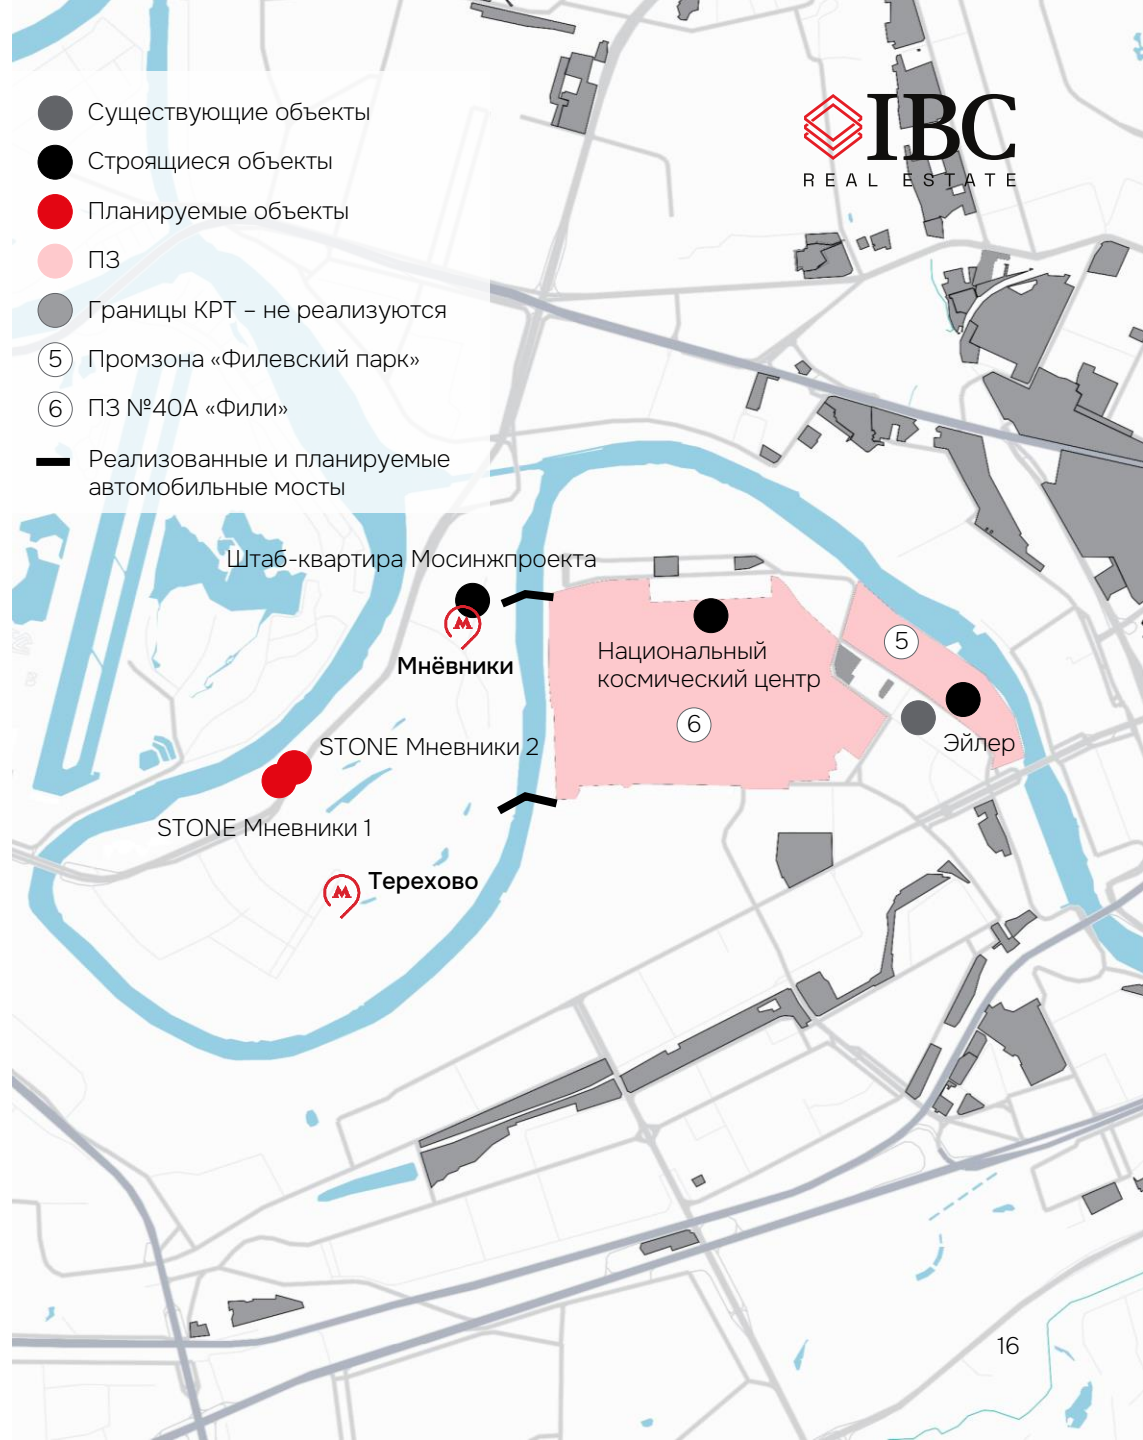 Существующие объекты
Строящиеся объекты
Планируемые объекты
ПЗ
Границы КРТ – не реализуются
5 Промзона «Филевский парк»
6 ПЗ №40А «Фили»
Реализованные и планируемые
автомобильные мосты
IBC
REAL ESTATE
Штаб-квартира Мосинжпроекта
М
Мнёвники
Национальный
космический центр
5
6
Эйлер
STONE Мневники 2
STONE Мневники 1
М
Терехово
16